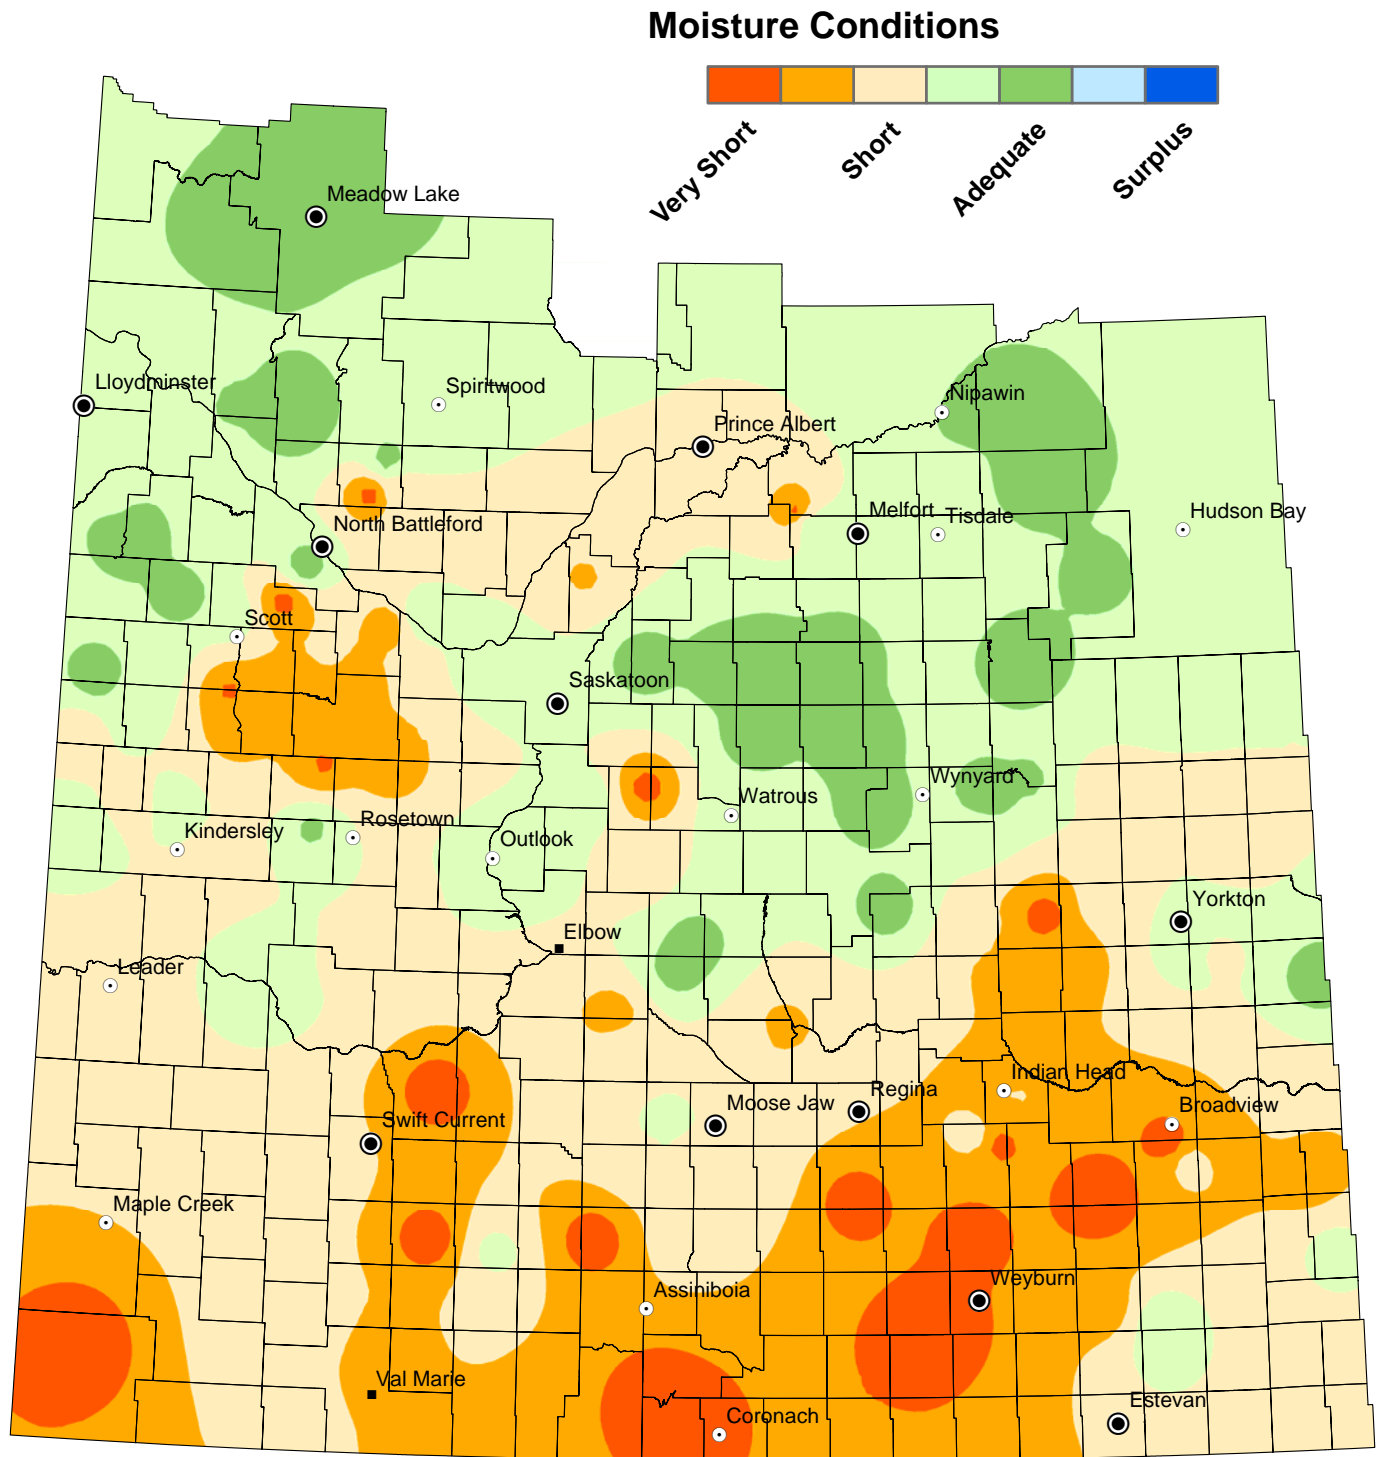 Moisture Conditions
Very Short
Short
Adequate
Surplus
Meadow Lake
Lloydminster
Spiritwood
Nipawin
Prince Albert
North Battleford
Melfort
Tisdale
Hudson Bay
Scott
Saskatoon
Wynyard
Watrous
Rosetown
Kindersley
Outlook
Yorkton
Elbow
Leader
Indian Head
Regina
Moose Jaw
Broadview
Swift Current
Maple Creek
Weyburn
Assiniboia
Val Marie
Estevan
Coronach